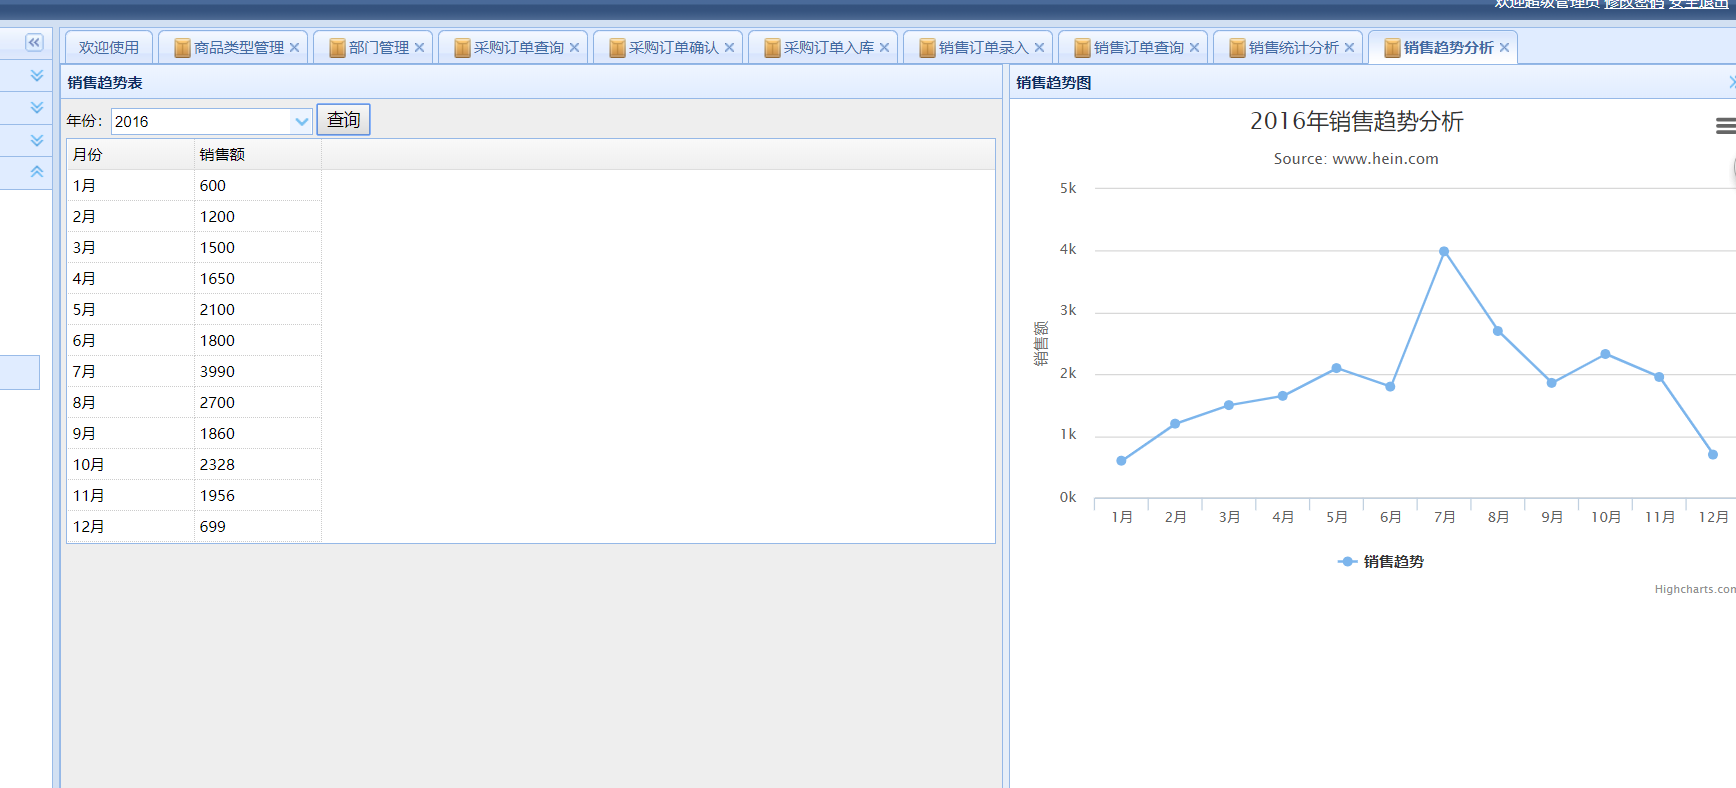 欢迎超级管理员 修改密码 安全退出
欢迎使用 商品类型管理 部门管理 采购订单查询 采购订单确认 采购订单入库 销售订单录入 销售订单查询 销售统计分析 销售趋势分析
销售趋势表
年份: 2016 查询
月份 销售额
1月 600
2月 1200
3月 1500
4月 1650
5月 2100
6月 1800
7月 3990
8月 2700
9月 1860
10月 2328
11月 1956
12月 699
销售趋势图
2016年销售趋势分析
Source: www.hein.com
5k
4k
3k
2k
1k
0k
销售额
1月 2月 3月 4月 5月 6月 7月 8月 9月 10月 11月 12月
销售趋势
Highcharts.com